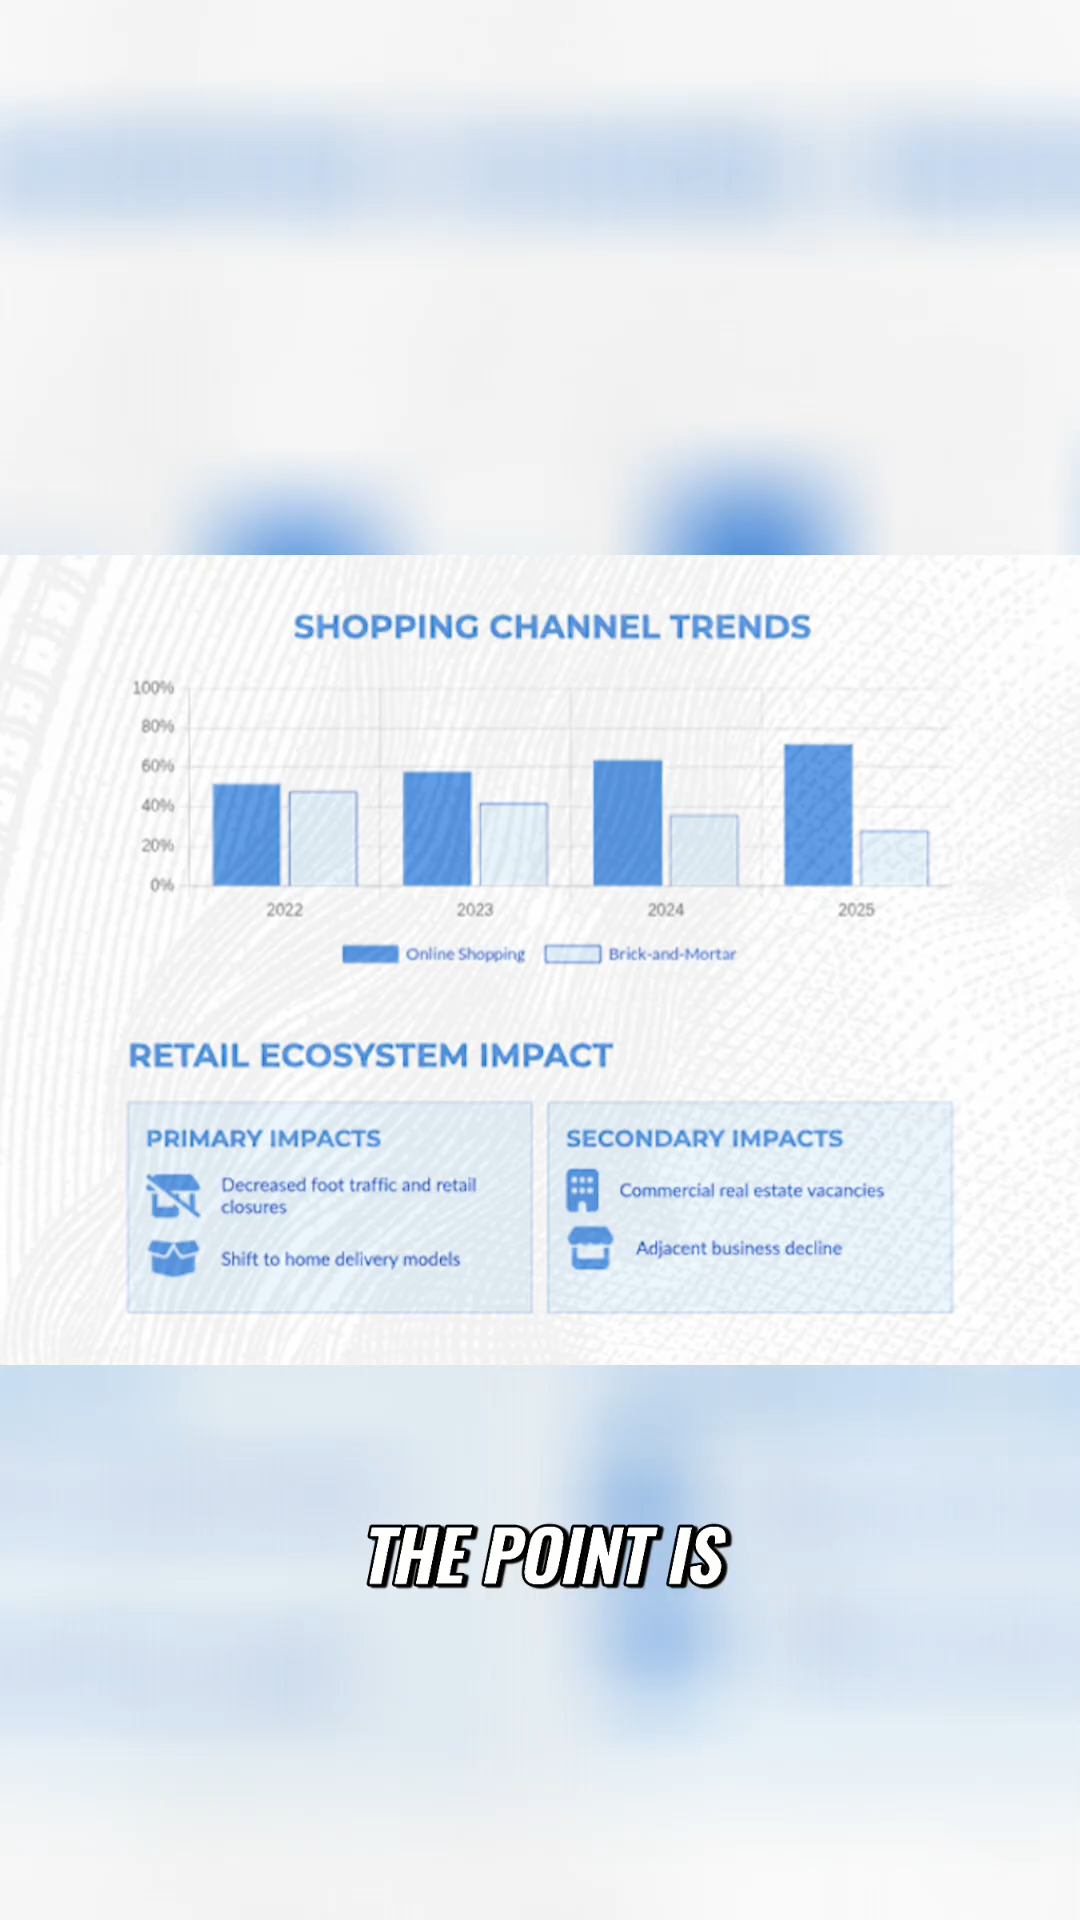 SHOPPING CHANNEL TRENDS
100%
80%
60%
40%
20%
0%
2022 2023 2024 2025
Online Shopping Brick-and-Mortar
RETAIL ECOSYSTEM IMPACT
PRIMARY IMPACTS
Decreased foot traffic and retail
closures
Shift to home delivery models
SECONDARY IMPACTS
Commercial real estate vacancies
Adjacent business decline
THE POINT IS